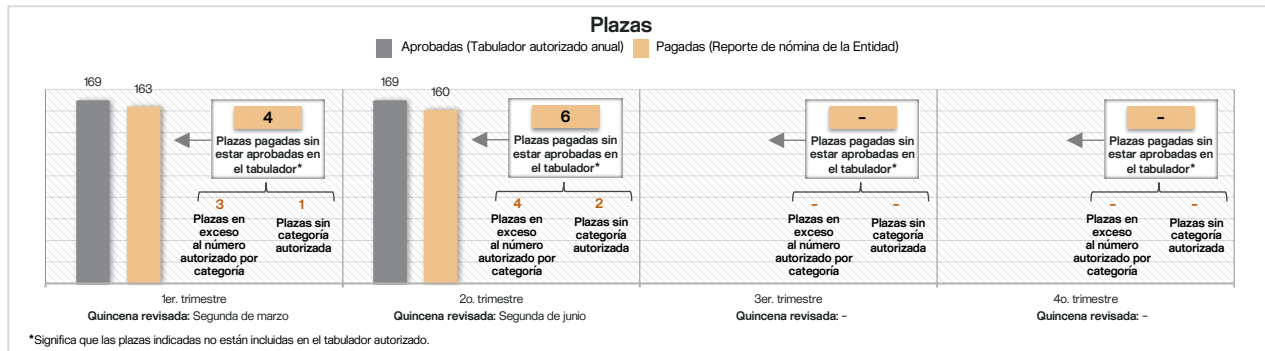 Plazas
Aprobadas (Tabulador autorizado anual)
Pagadas (Reporte de nómina de la Entidad)
169
163
4
Plazas pagadas sin
estar aprobadas en
el tabulador*
3
Plazas en
exceso
al número
autorizado por
categoría
1
Plazas sin
categoría
autorizada
1er. trimestre
Quincena revisada: Segunda de marzo
169
160
6
Plazas pagadas sin
estar aprobadas en
el tabulador*
4
Plazas en
exceso
al número
autorizado por
categoría
2
Plazas sin
categoría
autorizada
2o. trimestre
Quincena revisada: Segunda de junio
-
Plazas pagadas sin
estar aprobadas en
el tabulador*
-
Plazas en
exceso
al número
autorizado por
categoría
-
Plazas sin
categoría
autorizada
3er. trimestre
Quincena revisada: -
-
Plazas pagadas sin
estar aprobadas en
el tabulador*
-
Plazas en
exceso
al número
autorizado por
categoría
-
Plazas sin
categoría
autorizada
4o. trimestre
Quincena revisada: -
*Significa que las plazas indicadas no están incluidas en el tabulador autorizado.